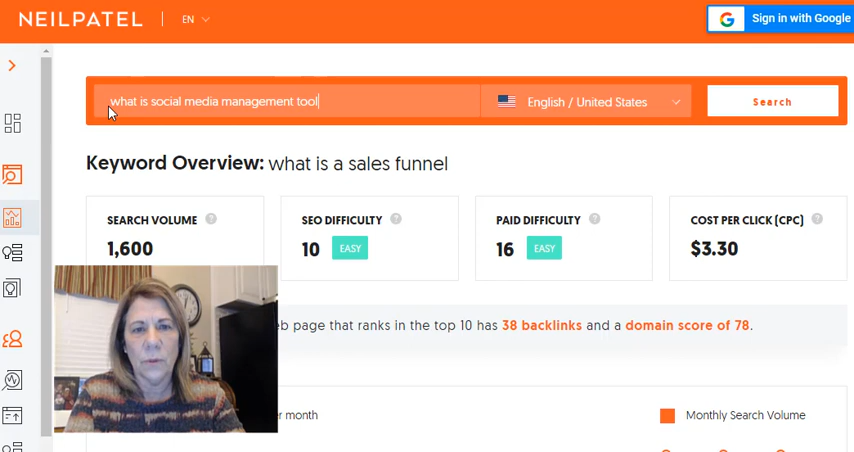 NEILPATEL
EN
Sign in with Google
what is social media management tool
English / United States
Search
Keyword Overview: what is a sales funnel
SEARCH VOLUME ?
1,600
SEO DIFFICULTY ?
10 EASY
PAID DIFFICULTY ?
16 EASY
COST PER CLICK (CPC) ?
$3.30
page that ranks in the top 10 has 38 backlinks and a domain score of 78.
per month
Monthly Search Volume